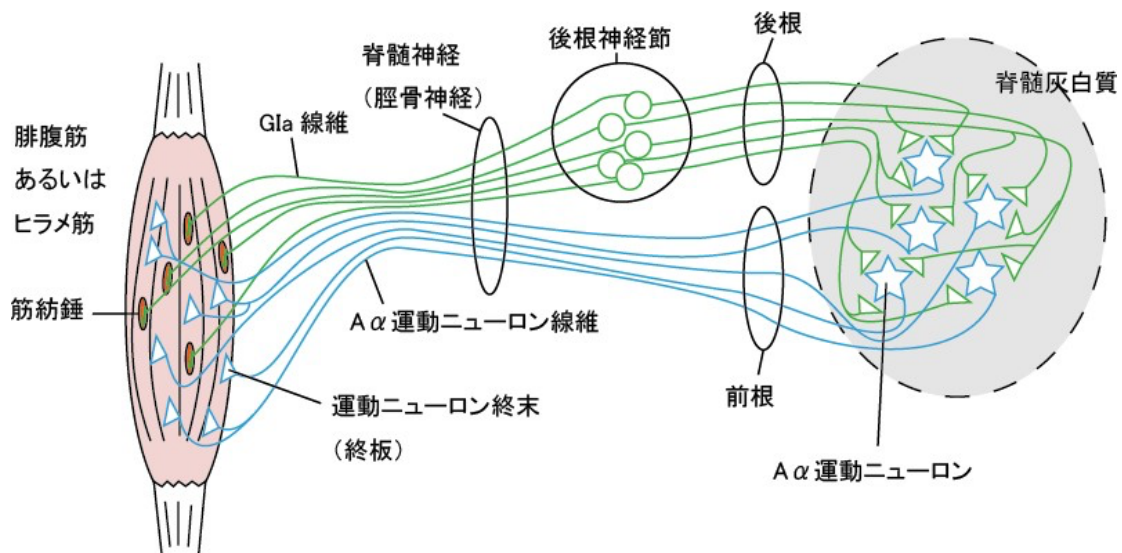 後根
後根神経節
脊髄神経
(脛骨神経)
脊髄灰白質
GIa 線維
腓腹筋
あるいは
ヒラメ筋
筋紡錘
Aα運動ニューロン線維
前根
運動ニューロン終末
(終板)
Aα運動ニューロン